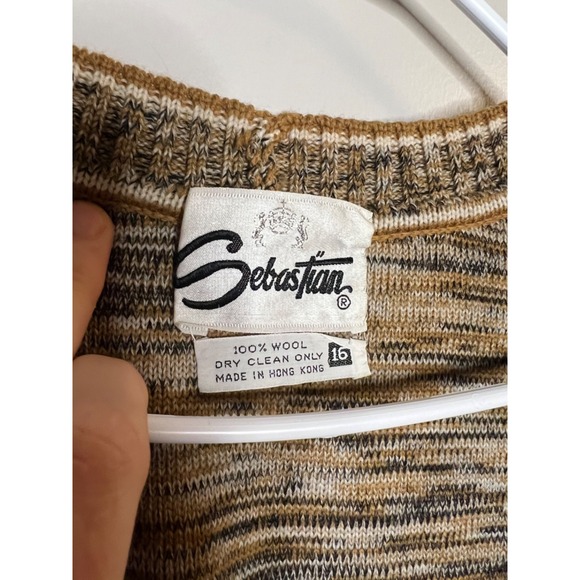 Sebastian ®
100% WOOL
DRY CLEAN ONLY 16
MADE IN HONG KONG